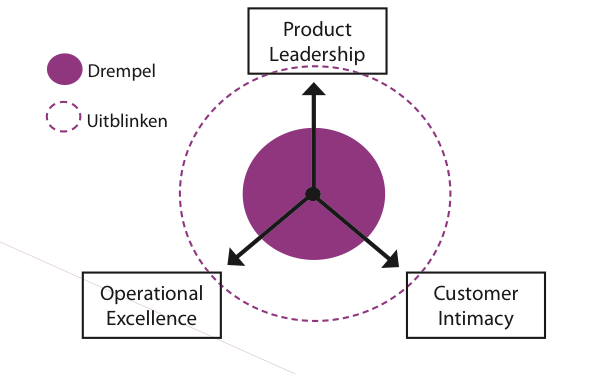 Product
Leadership
Drempel
Uitblinken
Operational
Excellence
Customer
Intimacy